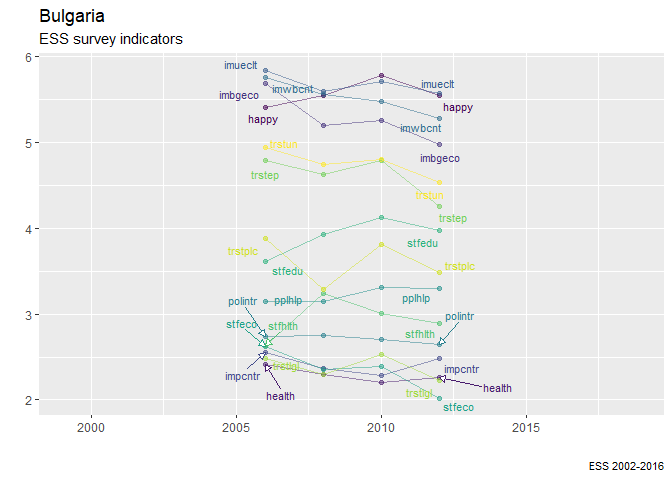 Bulgaria
ESS survey indicators
6
imueclt
imueclt
imwbcnt
imbgeco
happy
happy
imwbcnt
5
trstun
imbgeco
trstep
trstun
trstep
4
trstplc
stfedu
stfedu
trstplc
polintr
pplhlp
pplhlp
3
stfeco
stfhlth
polintr
stfhlth
impcntr
trstlgl
impcntr
health
health
trstlgl
stfeco
2
2000
2005
2010
2015
ESS 2002-2016